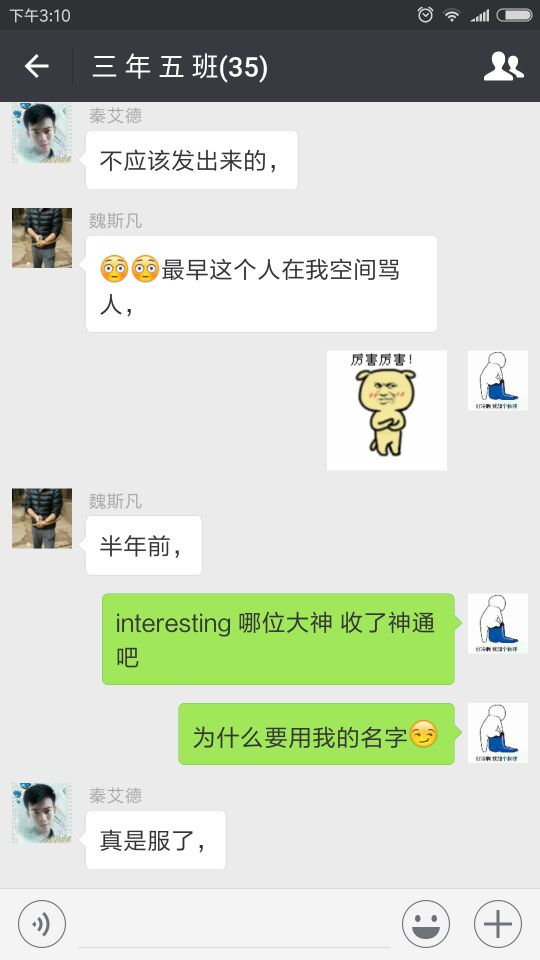 下午3:10
三年五班(35)
秦艾德
不应该发出来的，
魏斯凡
😳😳最早这个人在我空间骂
人，
厉害厉害！
魏斯凡
半年前，
interesting 哪位大神 收了神通
吧
为什么要用我的名字😏
秦艾德
真是服了，